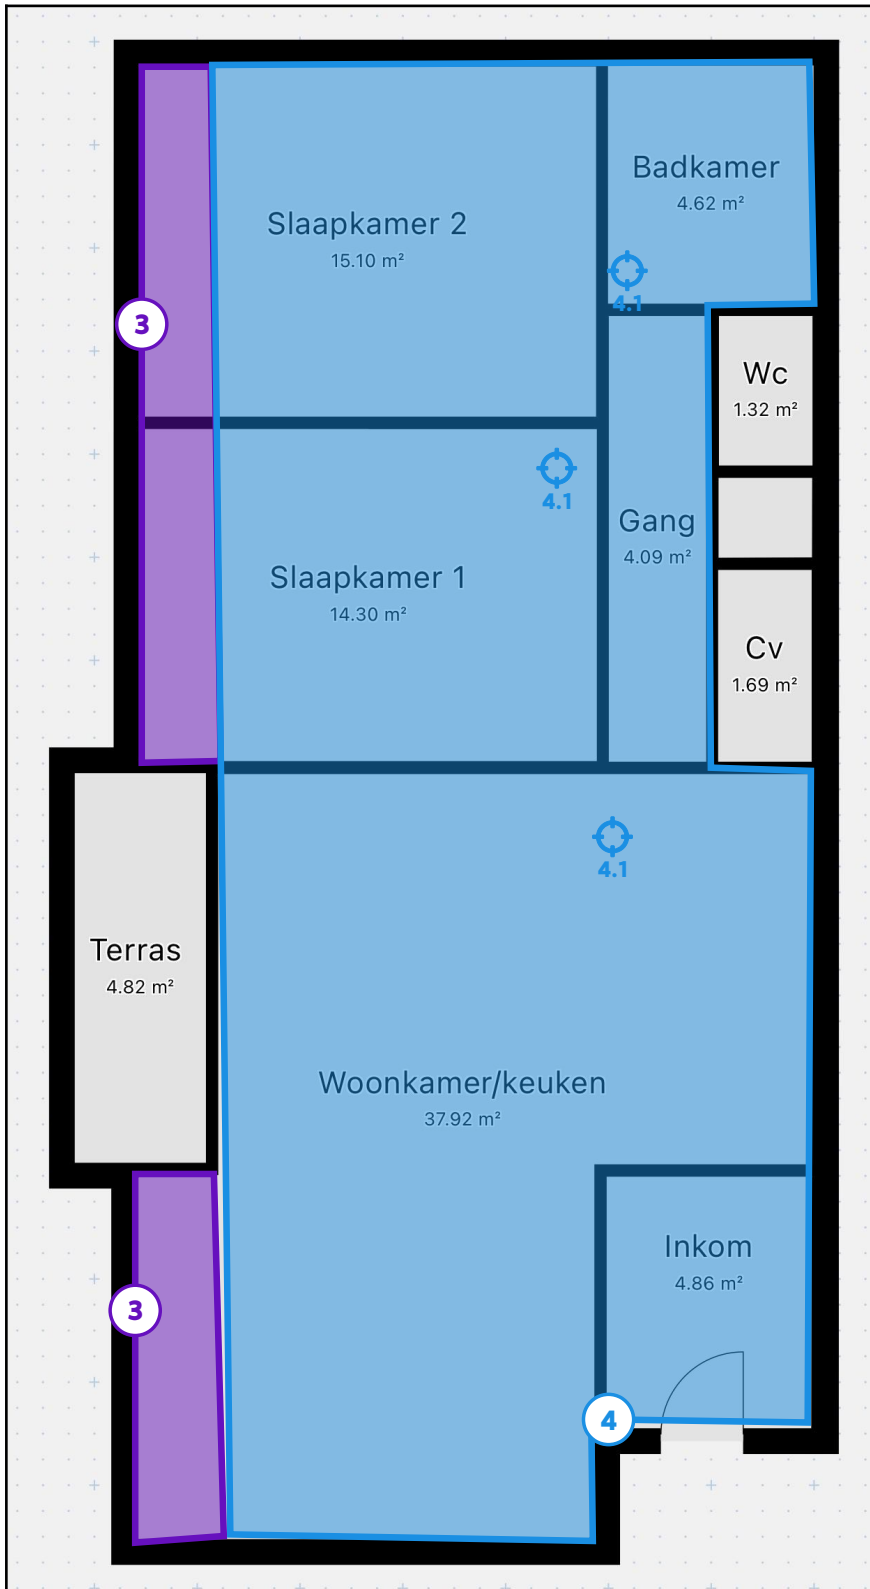 Badkamer
4.62 m²
Slaapkamer 2
15.10 m²
4.1
3
Wc
1.32 m²
4.1
Gang
4.09 m²
Slaapkamer 1
14.30 m²
Cv
1.69 m²
4.1
Terras
4.82 m²
Woonkamer/keuken
37.92 m²
Inkom
4.86 m²
3
4